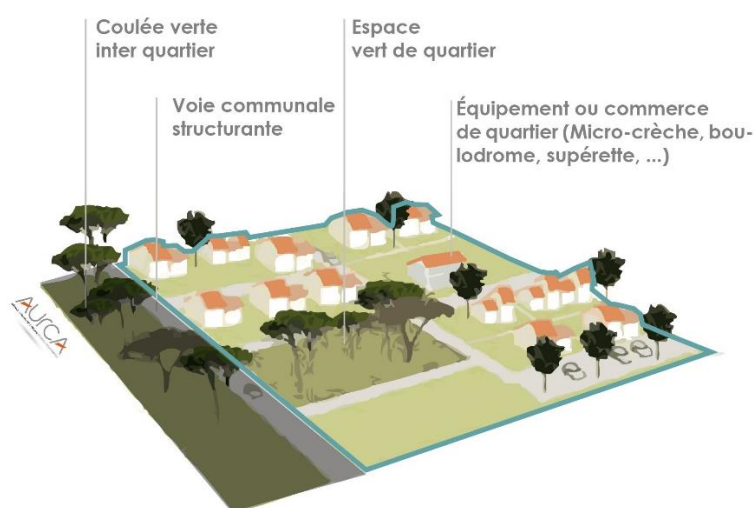 Coulée verte
inter quartier
Espace
vert de quartier
Voie communale
structurante
Équipement ou commerce
de quartier (Micro-crèche, bou-
lodrome, supérette, ...)
AURCA